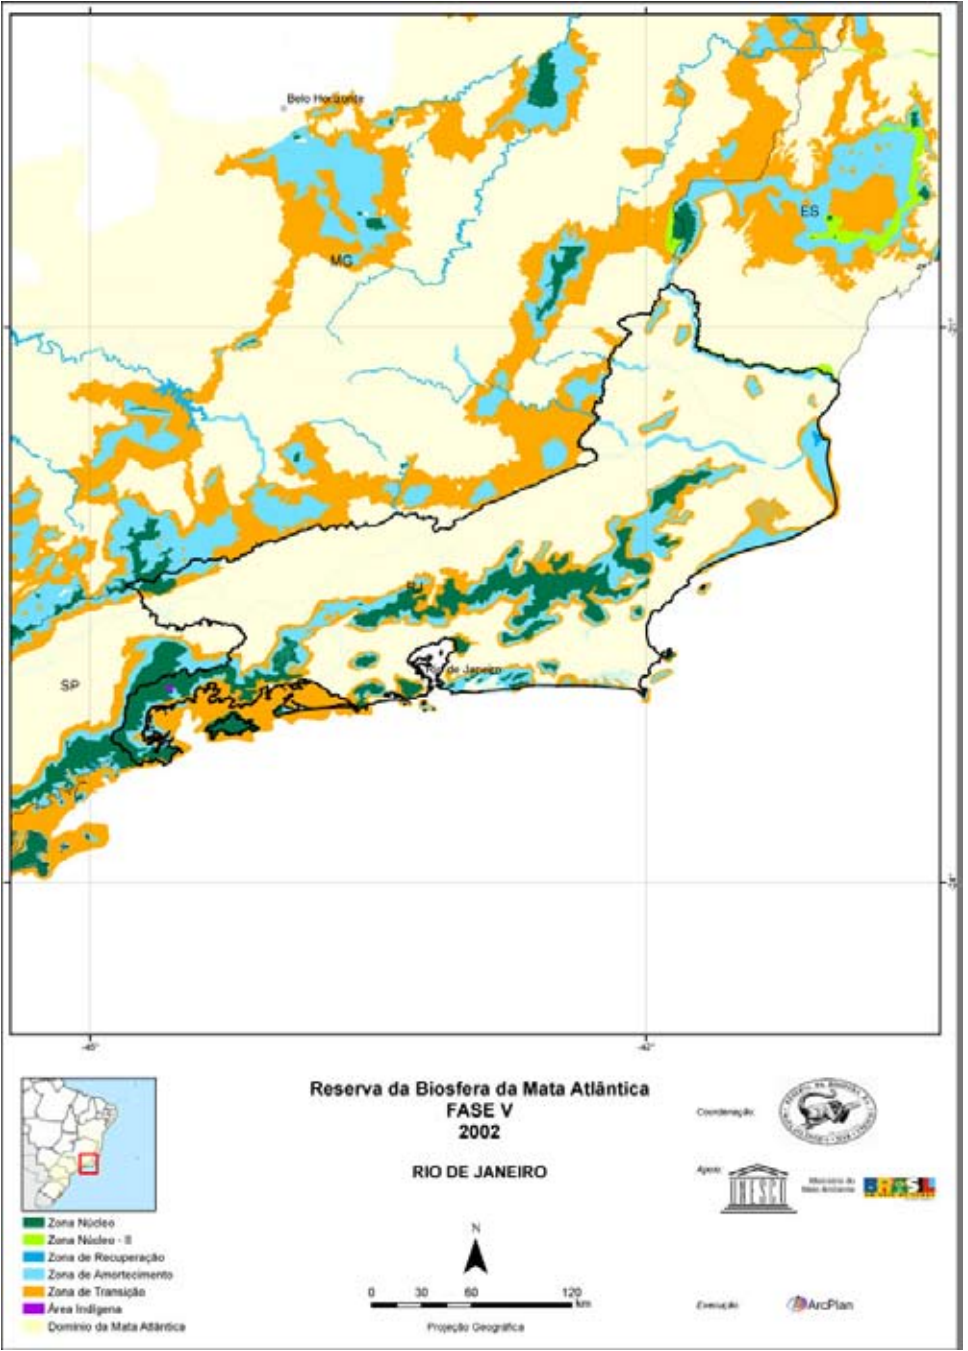 Belo Horizonte
ES
MG
RJ
Rio de Janeiro
SP
-45°
-42°
Reserva da Biosfera da Mata Atlântica
FASE V
2002
RIO DE JANEIRO
Coordenação:
Apoio:
UNESCO
Ministério do
Meio Ambiente
BRASIL
Zona Núcleo
Zona Núcleo - II
Zona de Recuperação
Zona de Amortecimento
Zona de Transição
Área Indígena
Domínio da Mata Atlântica
N
0 30 60 120
km
Projeção Geográfica
Execução:
ArcPlan